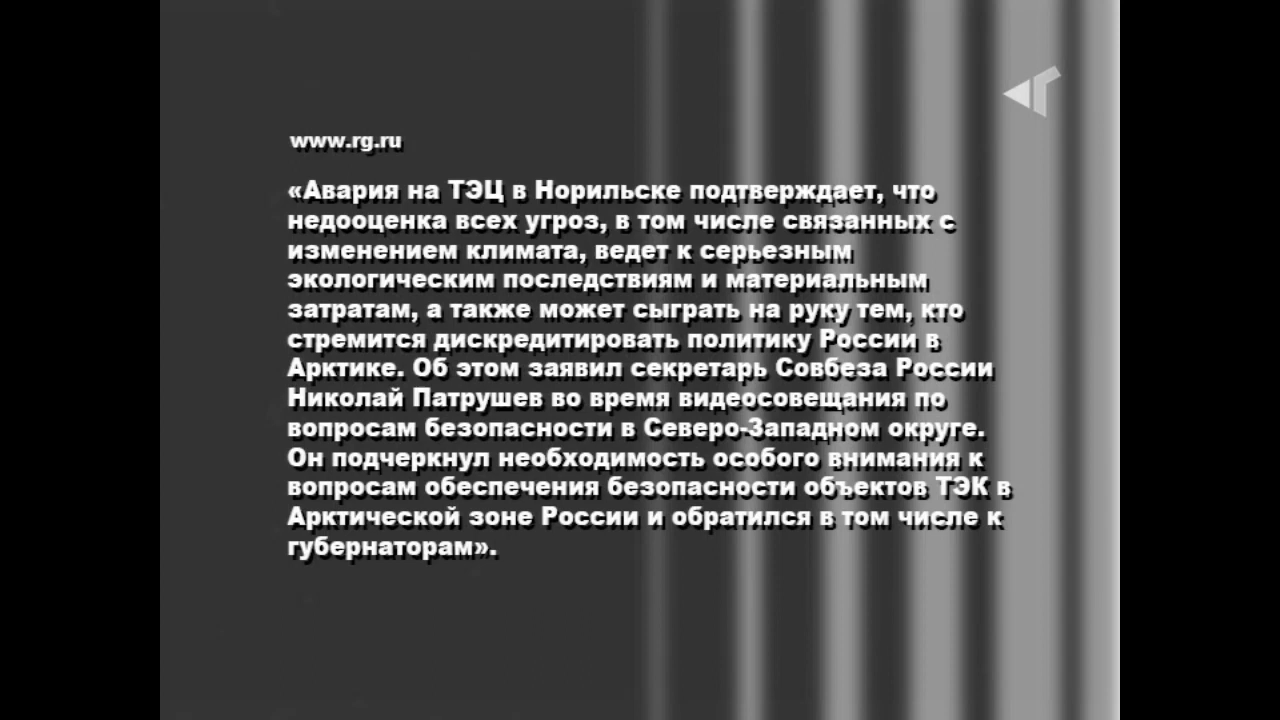 www.rg.ru
«Авария на ТЭЦ в Норильске подтверждает, что
недооценка всех угроз, в том числе связанных с
изменением климата, ведет к серьезным
экологическим последствиям и материальным
затратам, а также может сыграть на руку тем, кто
стремится дискредитировать политику России в
Арктике. Об этом заявил секретарь Совбеза России
Николай Патрушев во время видеосовещания по
вопросам безопасности в Северо-Западном округе.
Он подчеркнул необходимость особого внимания к
вопросам обеспечения безопасности объектов ТЭК в
Арктической зоне России и обратился в том числе к
губернаторам».